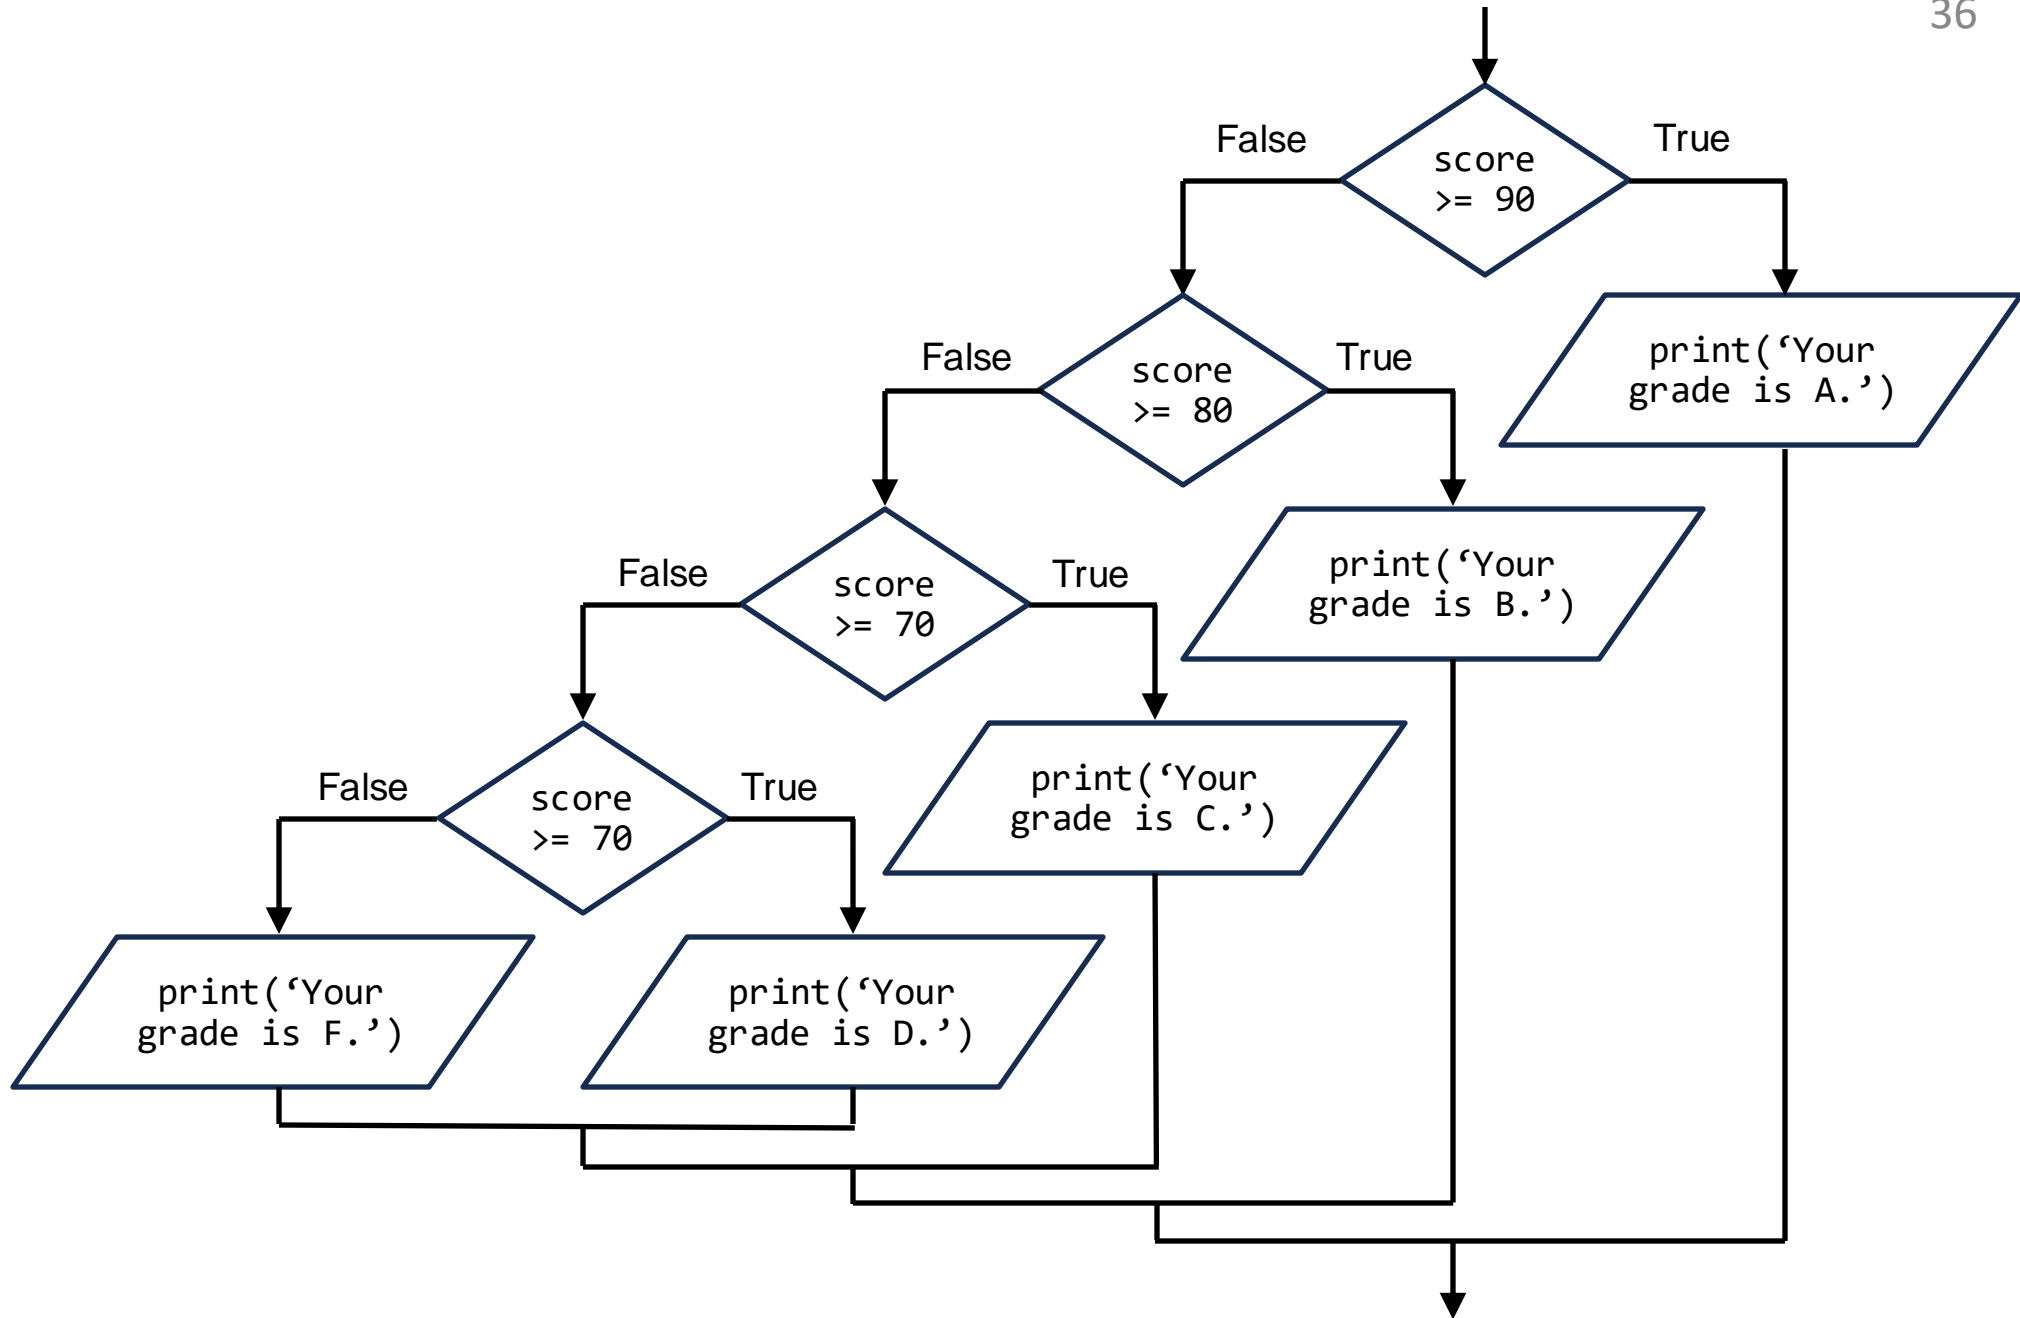 36
False
True
score
>= 90
False
True
score
>= 80
print(‘Your
grade is A.’)
False
True
score
>= 70
print(‘Your
grade is B.’)
False
True
score
>= 70
print(‘Your
grade is C.’)
print(‘Your
grade is F.’)
print(‘Your
grade is D.’)